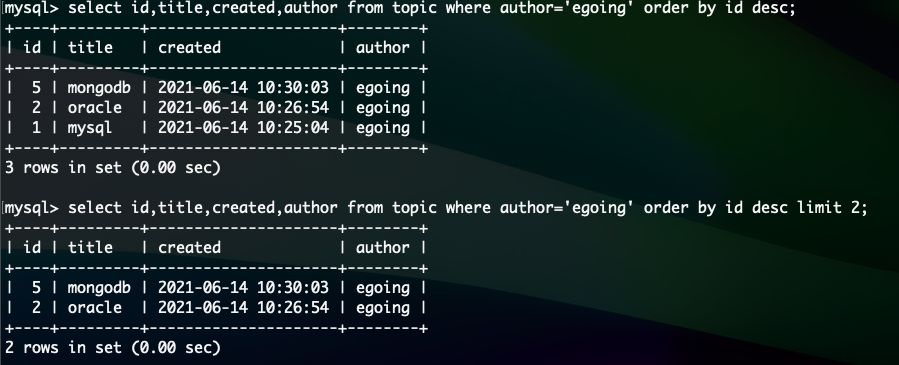 mysql> select id,title,created,author from topic where author='egoing' order by id desc;
+----+---------+---------------------+--------+
| id | title   | created             | author |
+----+---------+---------------------+--------+
|  5 | mongodb | 2021-06-14 10:30:03 | egoing |
|  2 | oracle  | 2021-06-14 10:26:54 | egoing |
|  1 | mysql   | 2021-06-14 10:25:04 | egoing |
+----+---------+---------------------+--------+
3 rows in set (0.00 sec)

mysql> select id,title,created,author from topic where author='egoing' order by id desc limit 2;
+----+---------+---------------------+--------+
| id | title   | created             | author |
+----+---------+---------------------+--------+
|  5 | mongodb | 2021-06-14 10:30:03 | egoing |
|  2 | oracle  | 2021-06-14 10:26:54 | egoing |
+----+---------+---------------------+--------+
2 rows in set (0.00 sec)